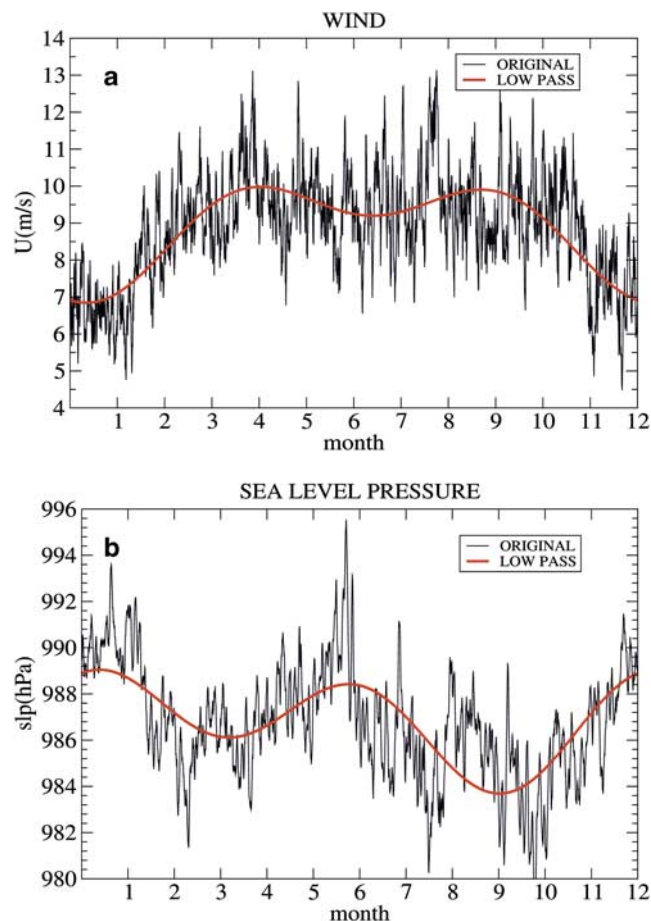 WIND
14
13
12
11
10
9
8
7
6
5
4
U(m/s)
a
ORIGINAL
LOW PASS
1 2 3 4 5 6 7 8 9 10 11 12
month
SEA LEVEL PRESSURE
996
994
992
990
988
986
984
982
980
slp(hPa)
b
ORIGINAL
LOW PASS
1 2 3 4 5 6 7 8 9 10 11 12
month